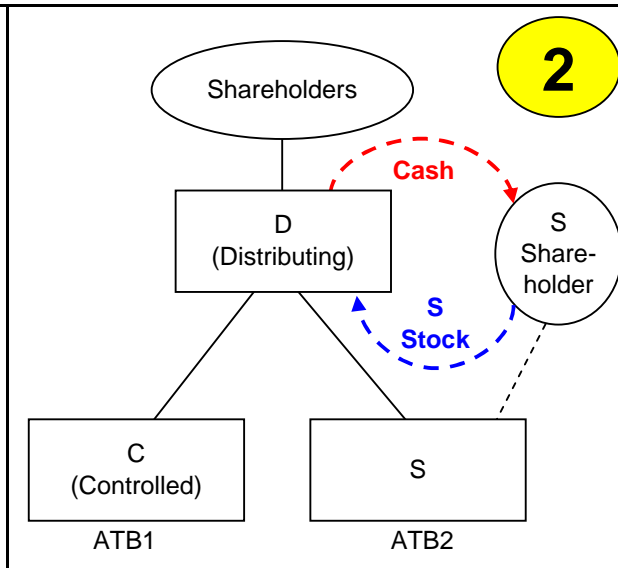 2
Shareholders
Cash
D
(Distributing)
S
Share-
holder
S
Stock
C
(Controlled)
S
ATB1
ATB2